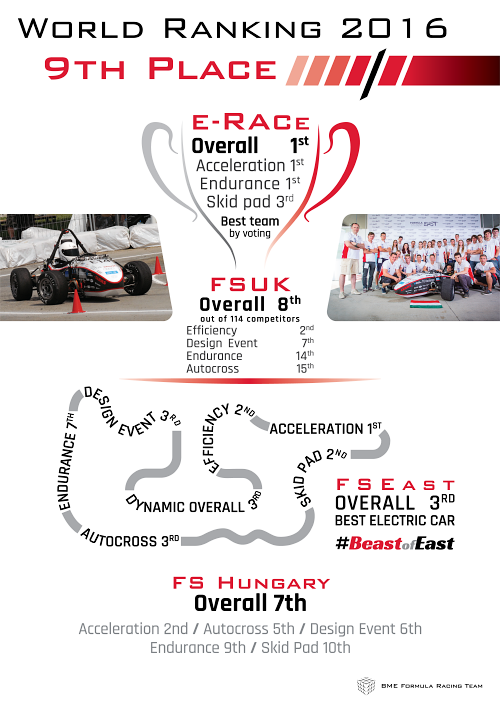 World Ranking 2016
9th Place
e-Race
Overall 1st
Acceleration 1st
Endurance 1st
Skid pad 3rd
Best team
by voting
FSUK
Overall 8th
out of 114 competitors
Efficiency 2nd
Design Event 7th
Endurance 14th
Autocross 15th
DESIGN EVENT 3RD
EFFICIENCY 2ND
ACCELERATION 1ST
ENDURANCE 7TH
SKID PAD 2ND
DYNAMIC OVERALL 3RD
AUTOCROSS 3RD
FSEast
OVERALL 3RD
BEST ELECTRIC CAR
#BeastofEast
FS Hungary
Overall 7th
Acceleration 2nd / Autocross 5th / Design Event 6th
Endurance 9th / Skid Pad 10th
BME Formula Racing Team